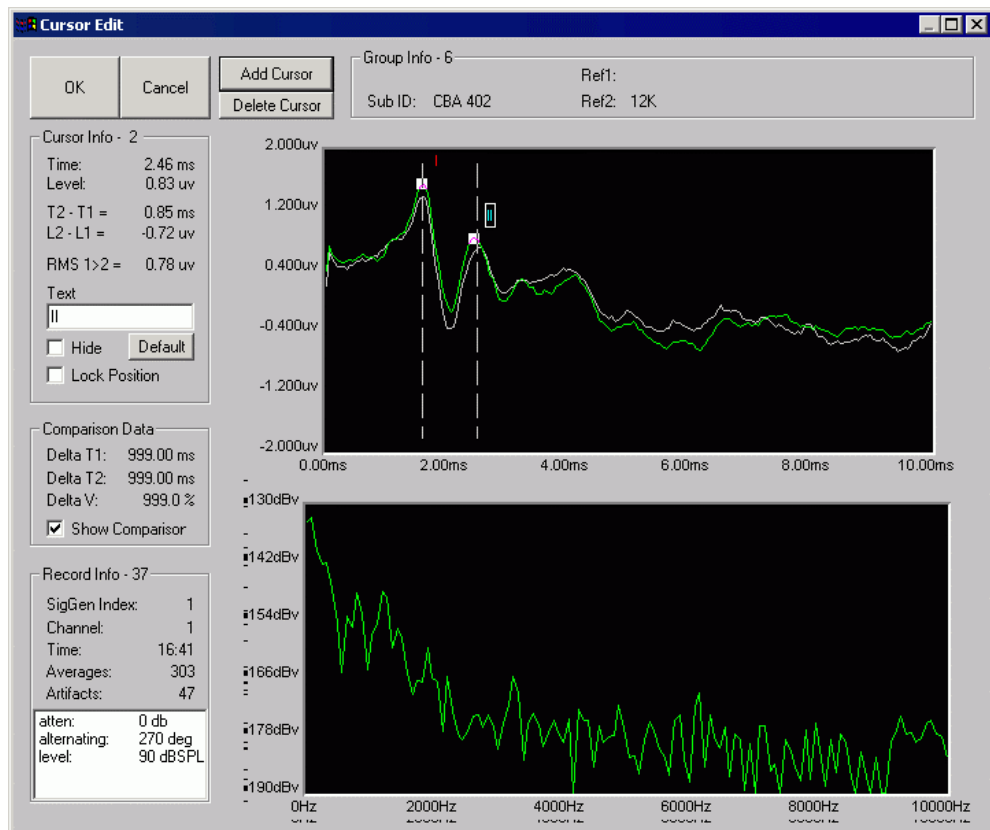 Cursor Edit
OK
Cancel
Add Cursor
Delete Cursor
Group Info - 6
Ref1:
Sub ID: CBA 402
Ref2: 12K
Cursor Info - 2
Time: 2.46 ms
Level: 0.83 uv
T2 - T1 = 0.85 ms
L2 - L1 = -0.72 uv
RMS 1>2 = 0.78 uv
Text
II
Hide
Default
Lock Position
Comparison Data
Delta T1: 999.00 ms
Delta T2: 999.00 ms
Delta V: 999.0 %
Show Comparisor
Record Info - 37
SigGen Index: 1
Channel: 1
Time: 16:41
Averages: 303
Artifacts: 47
atten: 0 db
alternating: 270 deg
level: 90 dBSPL
2.000uv
1.200uv
0.400uv
-0.400uv
-1.200uv
-2.000uv
I
II
0.00ms 2.00ms 4.00ms 6.00ms 8.00ms 10.00ms
-130dBv
-142dBv
-154dBv
-166dBv
-178dBv
-190dBv
0Hz 2000Hz 4000Hz 6000Hz 8000Hz 10000Hz